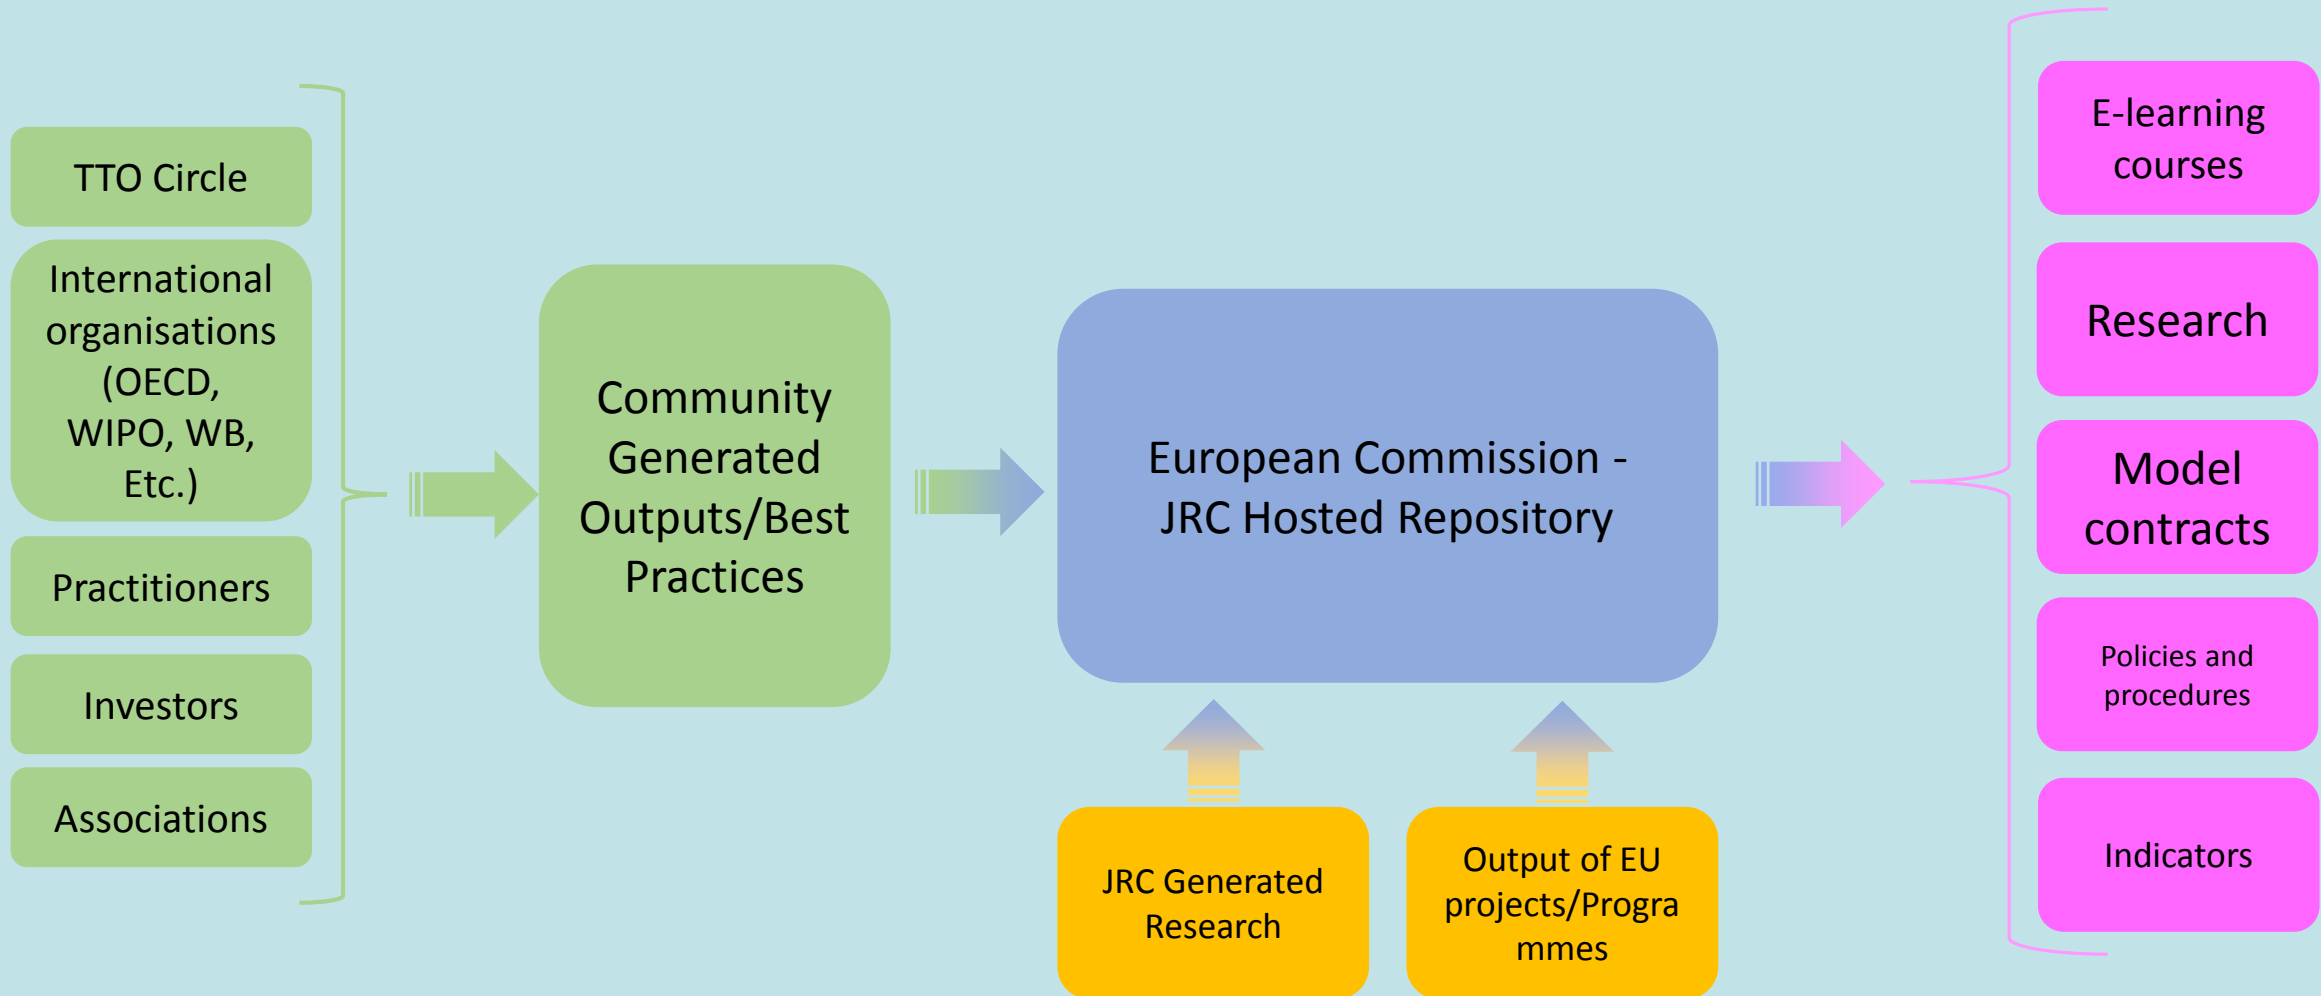 TTO Circle
International
organisations
(OECD,
WIPO, WB,
Etc.)
Practitioners
Investors
Associations
Community
Generated
Outputs/Best
Practices
European Commission -
JRC Hosted Repository
JRC Generated
Research
Output of EU
projects/Progra
mmes
E-learning
courses
Research
Model
contracts
Policies and
procedures
Indicators